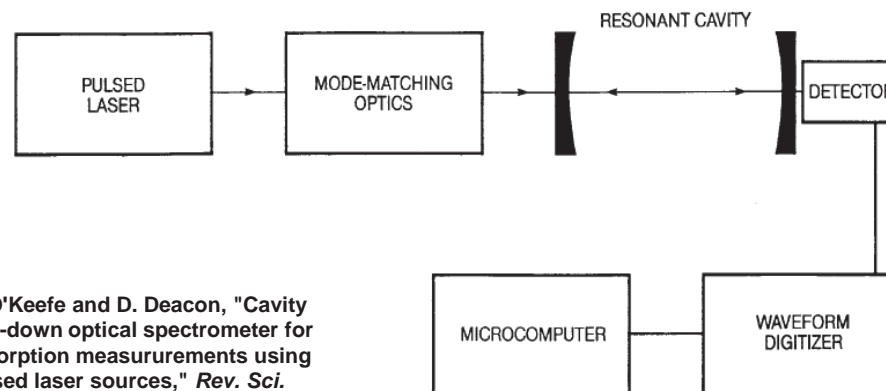 RESONANT CAVITY
PULSED
LASER
MODE-MATCHING
OPTICS
DETECTOR
O'Keefe and D. Deacon, "Cavity
-down optical spectrometer for
orption measururements using
sed laser sources," Rev. Sci.
MICROCOMPUTER
WAVEFORM
DIGITIZER